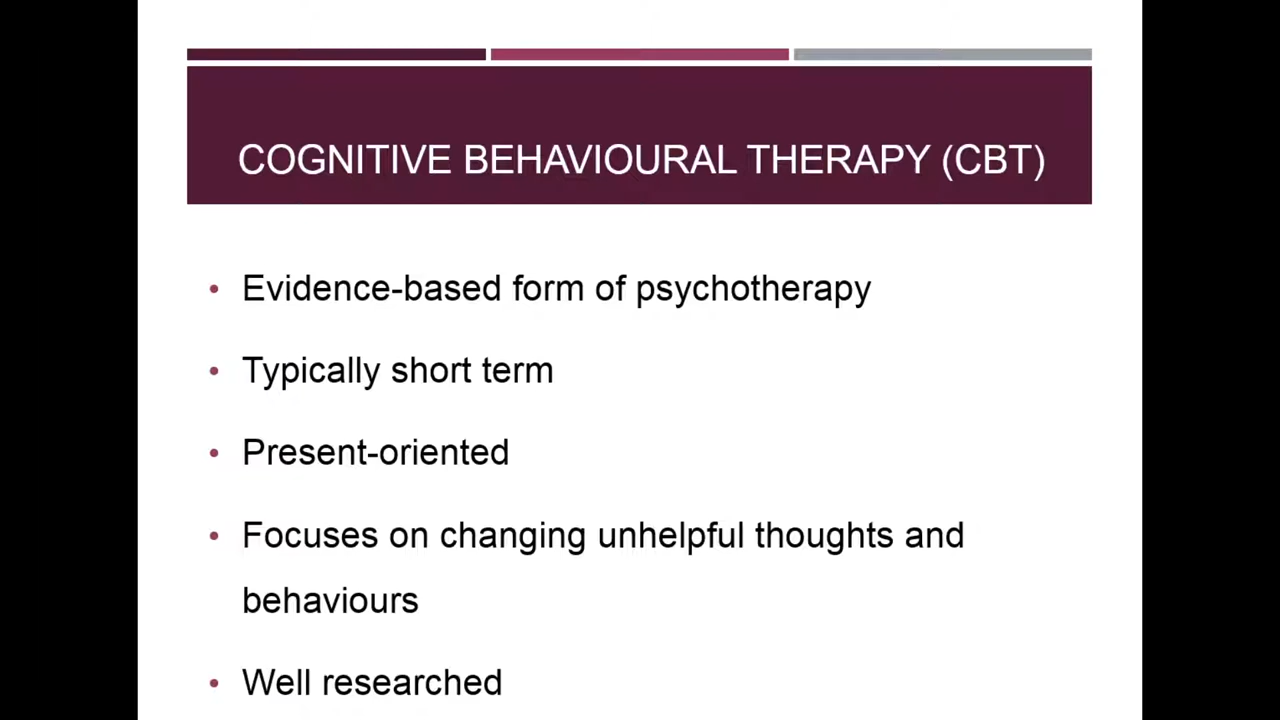 COGNITIVE BEHAVIOURAL THERAPY (CBT)
• Evidence-based form of psychotherapy
• Typically short term
• Present-oriented
• Focuses on changing unhelpful thoughts and
behaviours
• Well researched